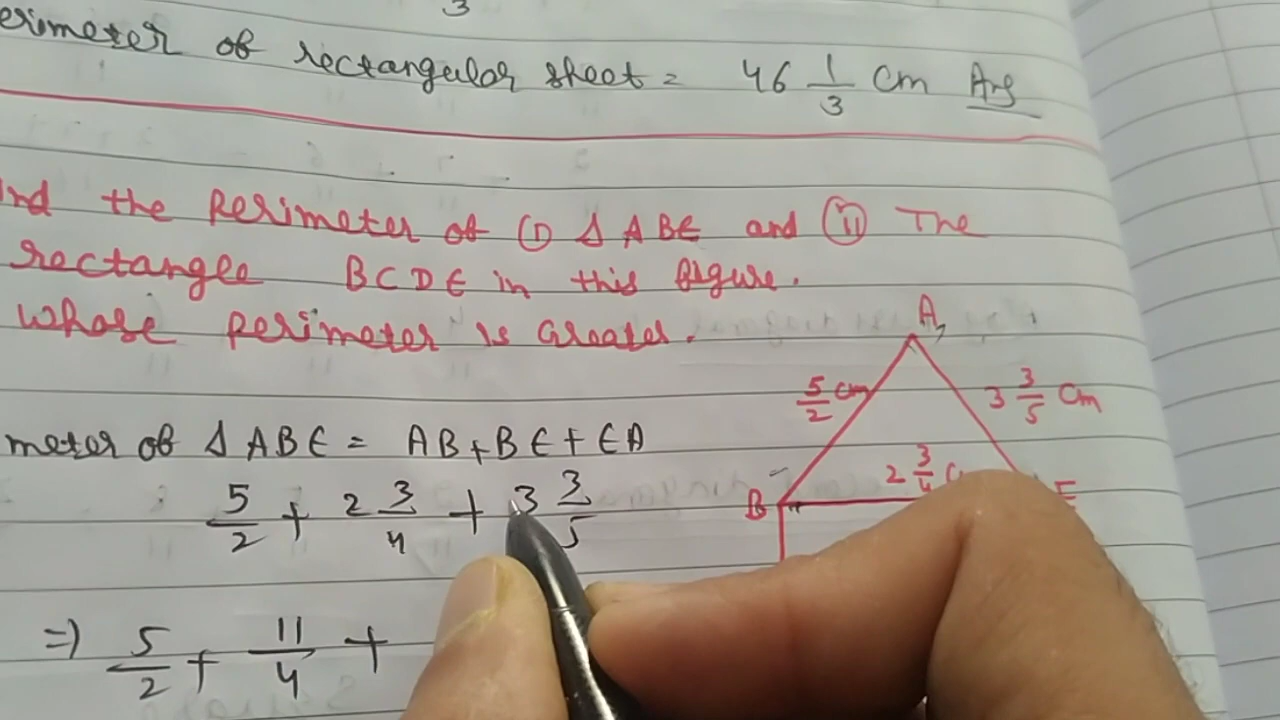 3
erimeter of rectangular sheet = 46 1/3 cm Ans
ind the Perimeter of (i) Δ ABE and (ii) The
rectangle BCDE in this figure.
Whose perimeter is Greater.
A
5/2 cm
3 3/5 cm
meter of Δ ABE = AB+BE+EA
2 3/4 c
B
E
5/2 + 2 3/4 + 3 3/5
=) 5/2 + 11/4 +